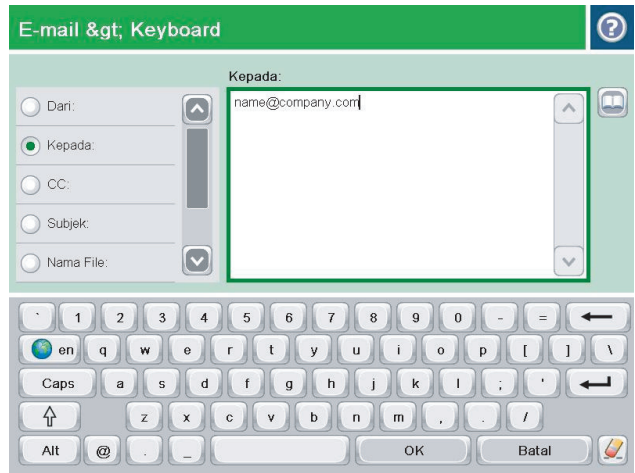 E-mail &gt; Keyboard
Kepada:
Dari:
name@company.com
Kepada:
CC:
Subjek:
Nama File:
` 1 2 3 4 5 6 7 8 9 0 - =
en q w e r t y u i o p [ ] \
Caps a s d f g h j k l ; '
z x c v b n m , . /
Alt @ . _ OK Batal